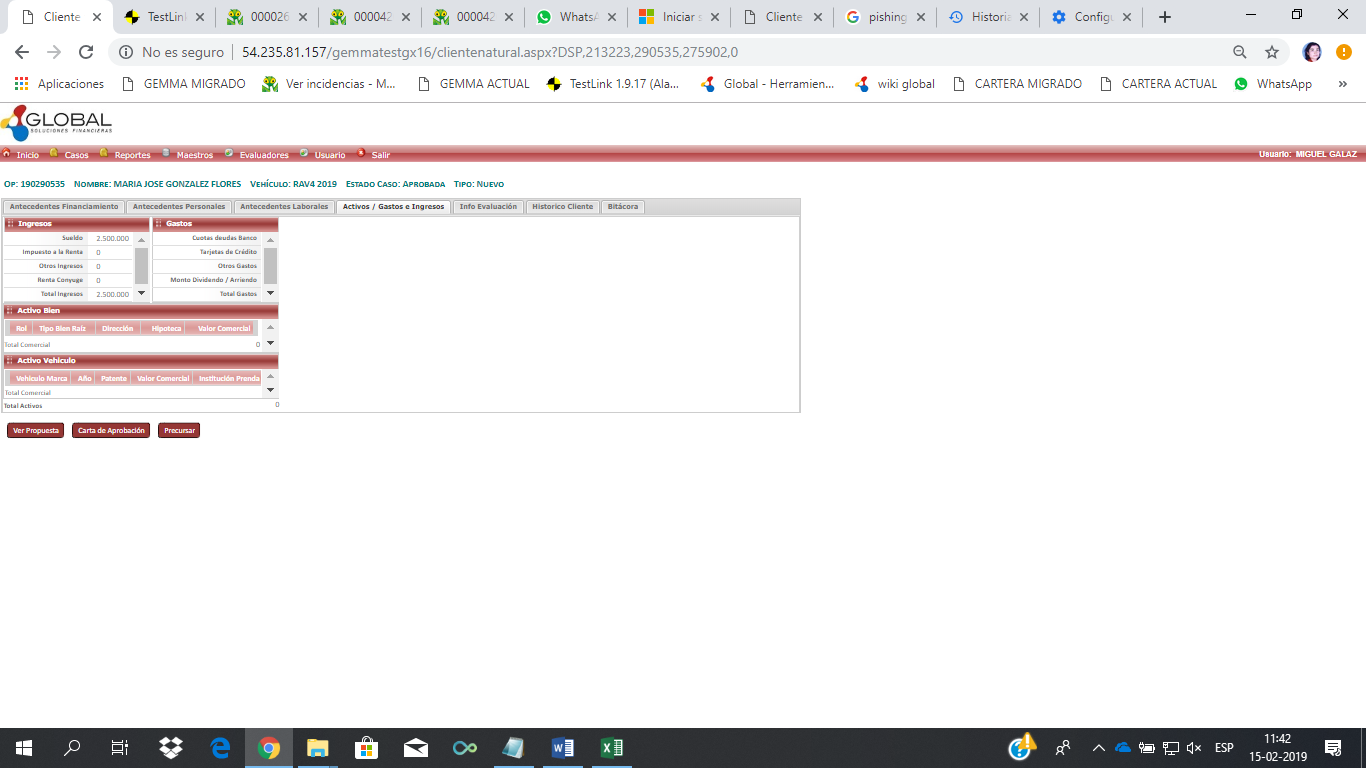 Cliente
TestLink
000026
000042
000042
WhatsA
Iniciar s
Cliente
pishing
Historia
Configu
No es seguro 54.235.81.157/gemmatestgx16/clientenatural.aspx?DSP,213223,290535,275902,0
Aplicaciones GEMMA MIGRADO Ver incidencias - M... GEMMA ACTUAL TestLink 1.9.17 (Ala... Global - Herramien... wiki global CARTERA MIGRADO CARTERA ACTUAL WhatsApp »
GLOBAL
SOLUCIONES FINANCIERAS
Inicio Casos Reportes Maestros Evaluadores Usuario Salir Usuario: MIGUEL GALAZ
Op: 190290535 Nombre: MARIA JOSE GONZALEZ FLORES Vehículo: RAV4 2019 Estado Caso: Aprobada Tipo: Nuevo
Antecedentes Financiamiento Antecedentes Personales Antecedentes Laborales Activos / Gastos e Ingresos Info Evaluación Historico Cliente Bitácora
Ingresos
Sueldo 2.500.000
Impuesto a la Renta 0
Otros Ingresos 0
Renta Conyuge 0
Total Ingresos 2.500.000
Gastos
Cuotas deudas Banco
Tarjetas de Crédito
Otros Gastos
Monto Dividendo / Arriendo
Total Gastos
Activo Bien
Rol Tipo Bien Raíz Dirección Hipoteca Valor Comercial
Total Comercial 0
Activo Vehículo
Vehículo Marca Año Patente Valor Comercial Institución Prenda
Total Comercial
Total Activos 0
Ver Propuesta Carta de Aprobación Precursar
ESP
11:42
15-02-2019